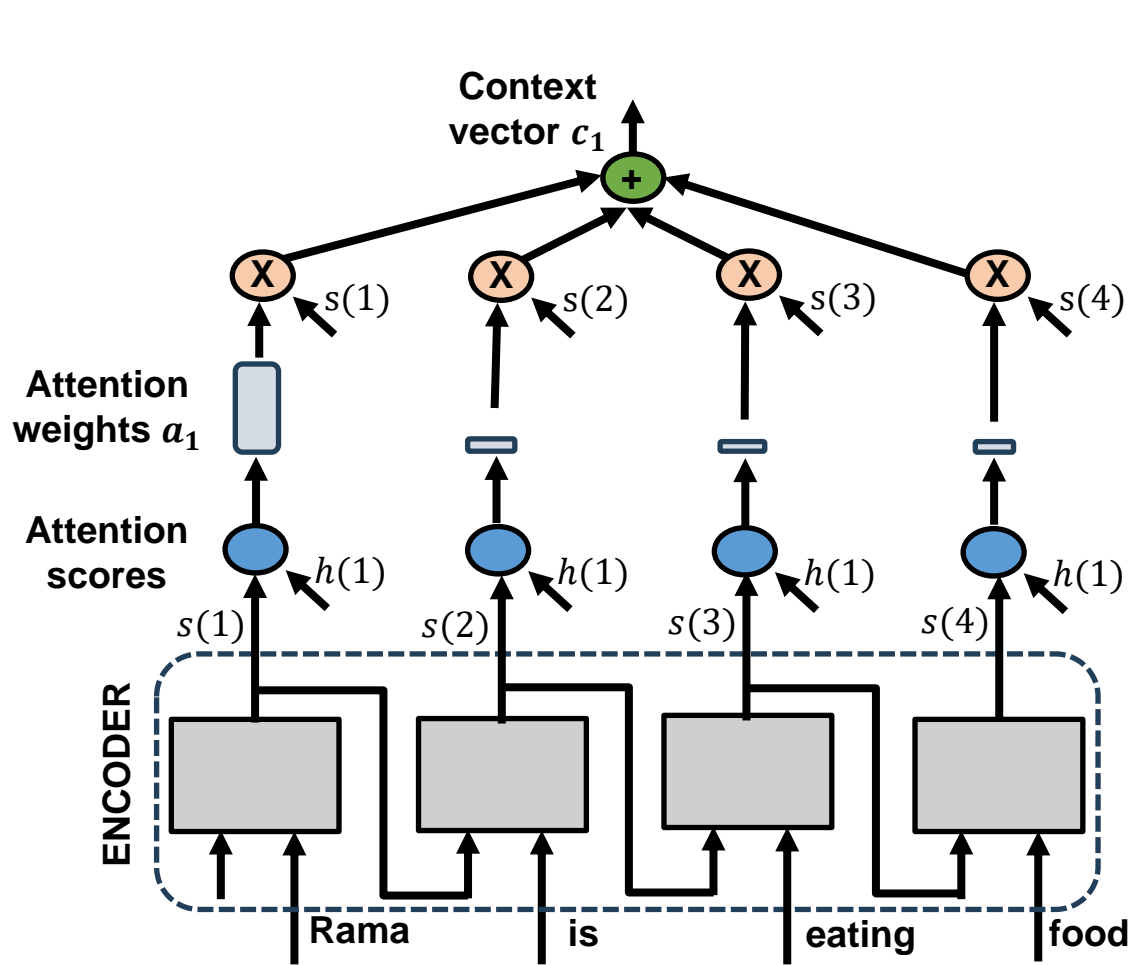 Context
vector c₁
+
X X X X
s(1) s(2) s(3) s(4)
Attention
weights a₁
Attention
scores
h(1) h(1) h(1) h(1)
s(1) s(2) s(3) s(4)
ENCODER
Rama is eating food